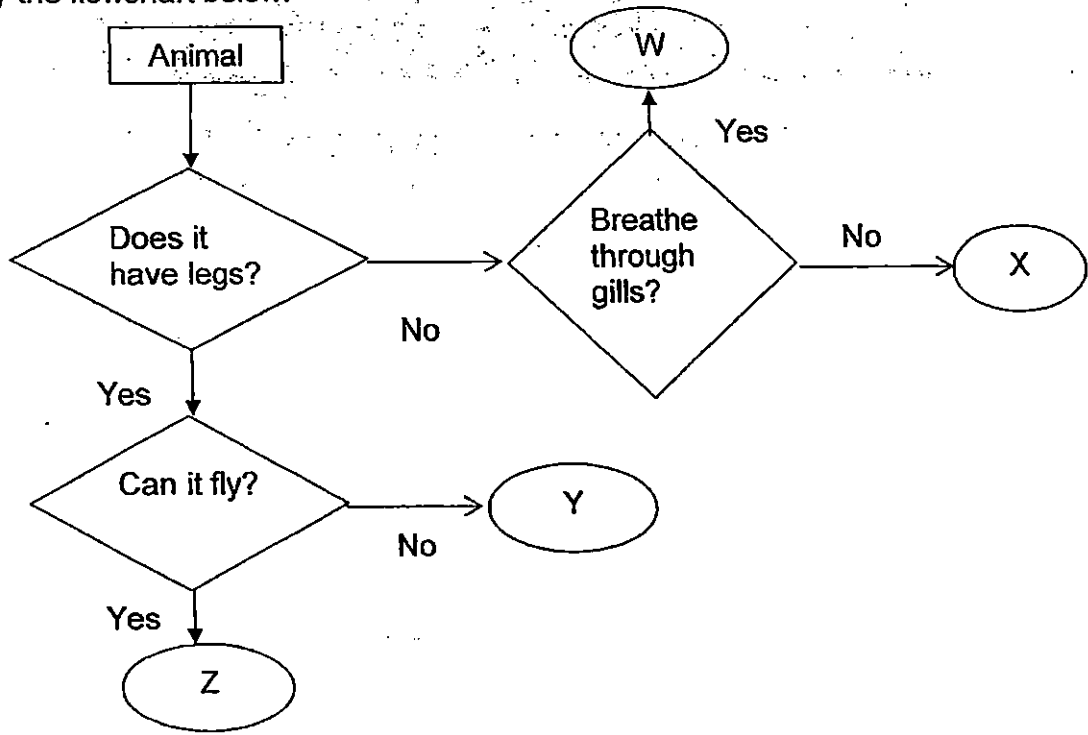 the flowchart below.
Animal
W
Yes
Does it
have legs?
No
Breathe
through
gills?
No
X
Yes
Can it fly?
No
Y
Yes
Z